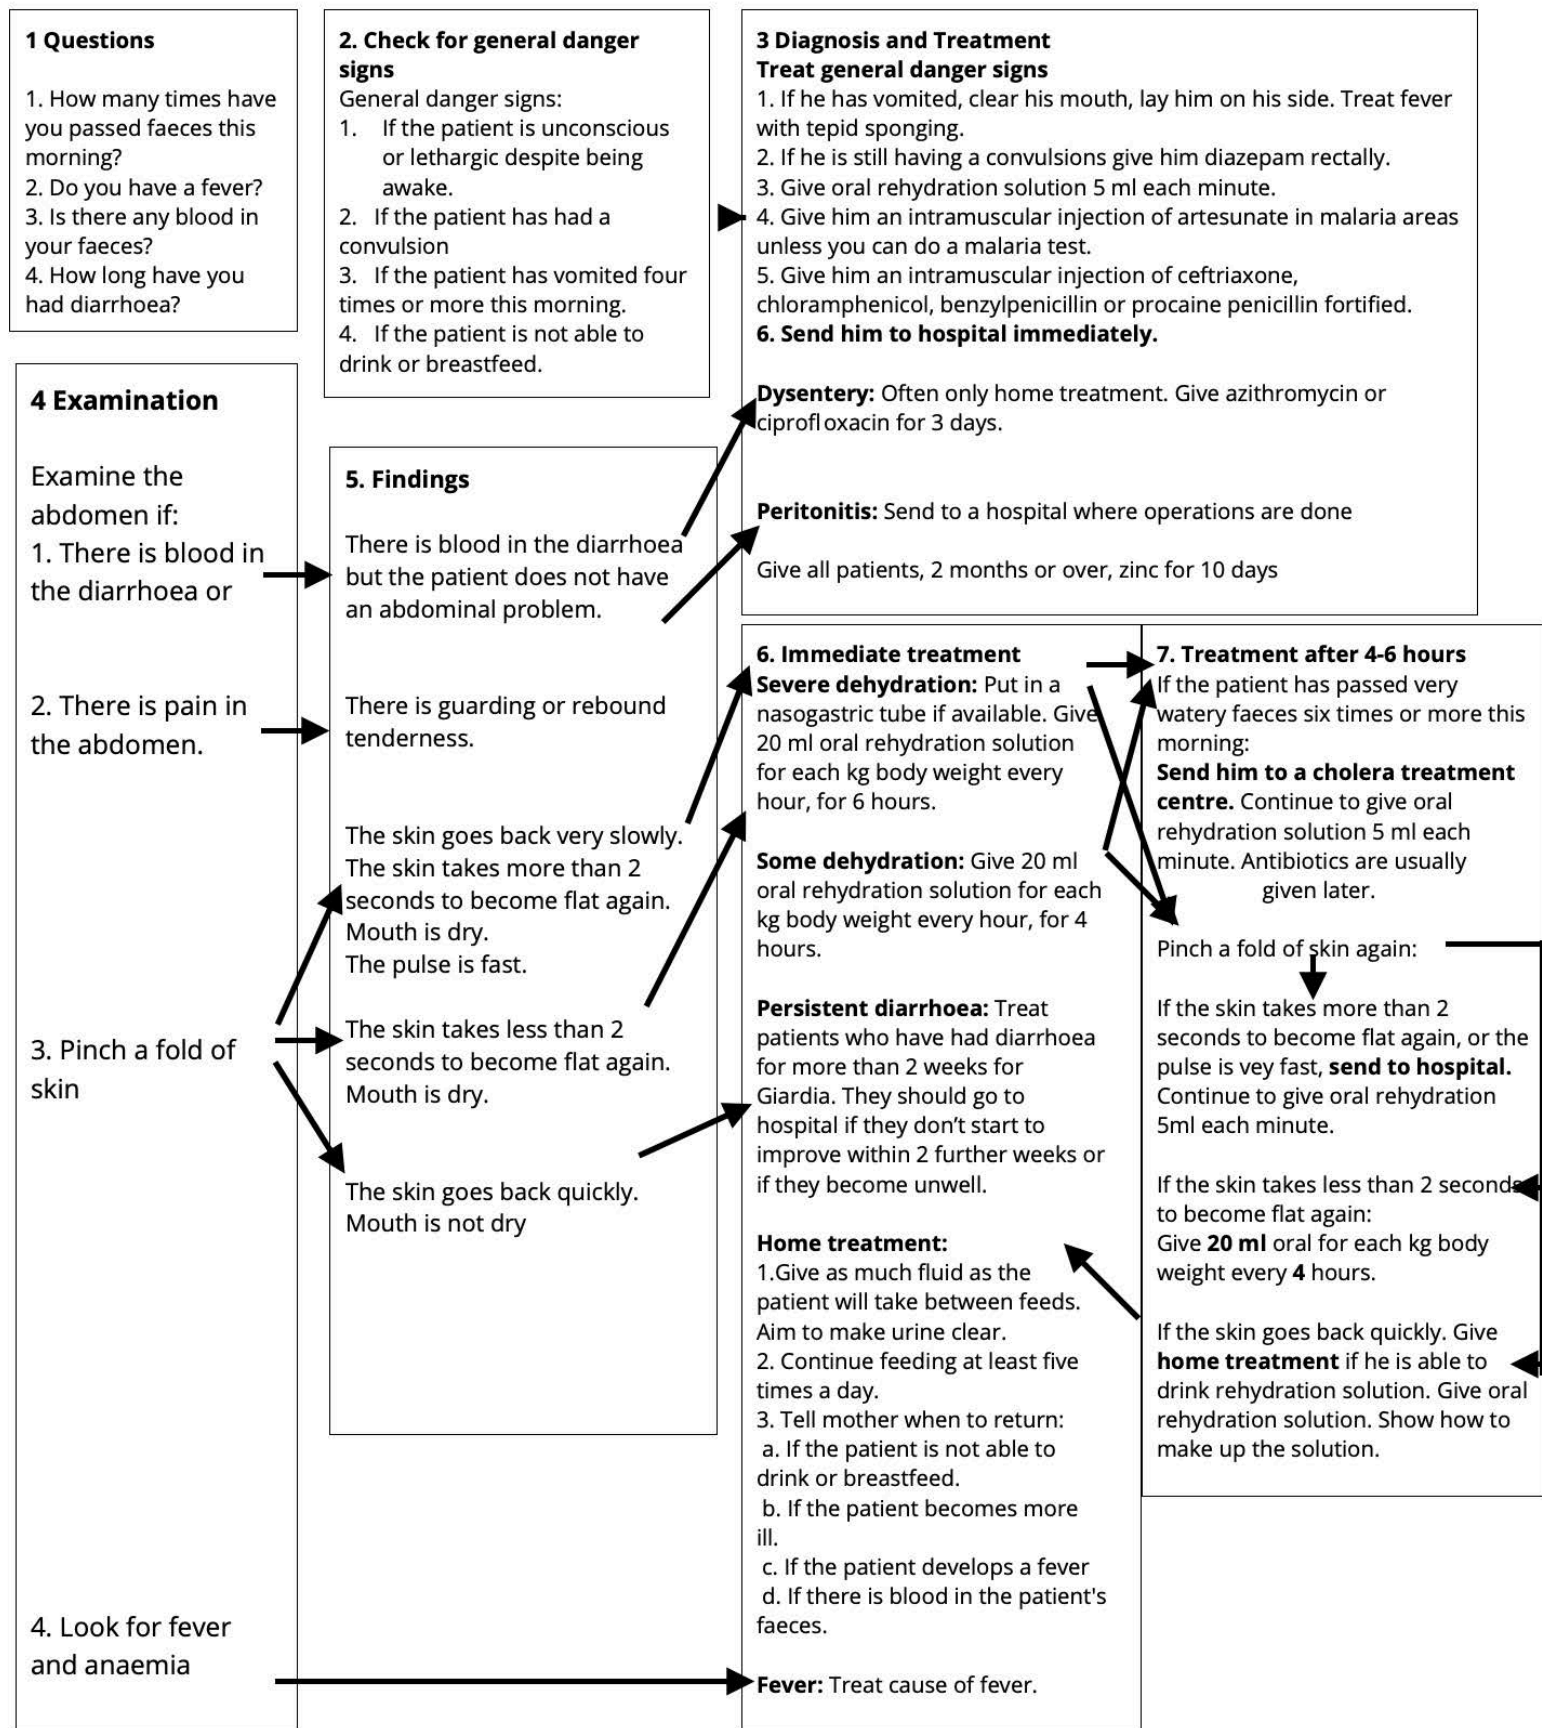 1 Questions
1. How many times have
you passed faeces this
morning?
2. Do you have a fever?
3. Is there any blood in
your faeces?
4. How long have you
had diarrhoea?
2. Check for general danger
signs
General danger signs:
1. If the patient is unconscious
or lethargic despite being
awake.
2. If the patient has had a
convulsion
3. If the patient has vomited four
times or more this morning.
4. If the patient is not able to
drink or breastfeed.
3 Diagnosis and Treatment
Treat general danger signs
1. If he has vomited, clear his mouth, lay him on his side. Treat fever
with tepid sponging.
2. If he is still having a convulsions give him diazepam rectally.
3. Give oral rehydration solution 5 ml each minute.
4. Give him an intramuscular injection of artesunate in malaria areas
unless you can do a malaria test.
5. Give him an intramuscular injection of ceftriaxone,
chloramphenicol, benzylpenicillin or procaine penicillin fortified.
6. Send him to hospital immediately.
Dysentery: Often only home treatment. Give azithromycin or
ciprofloxacin for 3 days.
Peritonitis: Send to a hospital where operations are done
Give all patients, 2 months or over, zinc for 10 days
4 Examination
Examine the
abdomen if:
1. There is blood in
the diarrhoea or
2. There is pain in
the abdomen.
3. Pinch a fold of
skin
4. Look for fever
and anaemia
5. Findings
There is blood in the diarrhoea
but the patient does not have
an abdominal problem.
There is guarding or rebound
tenderness.
The skin goes back very slowly.
The skin takes more than 2
seconds to become flat again.
Mouth is dry.
The pulse is fast.
The skin takes less than 2
seconds to become flat again.
Mouth is dry.
The skin goes back quickly.
Mouth is not dry
6. Immediate treatment
Severe dehydration: Put in a
nasogastric tube if available. Give
20 ml oral rehydration solution
for each kg body weight every
hour, for 6 hours.
Some dehydration: Give 20 ml
oral rehydration solution for each
kg body weight every hour, for 4
hours.
Persistent diarrhoea: Treat
patients who have had diarrhoea
for more than 2 weeks for
Giardia. They should go to
hospital if they don’t start to
improve within 2 further weeks or
if they become unwell.
Home treatment:
1.Give as much fluid as the
patient will take between feeds.
Aim to make urine clear.
2. Continue feeding at least five
times a day.
3. Tell mother when to return:
a. If the patient is not able to
drink or breastfeed.
b. If the patient becomes more
ill.
c. If the patient develops a fever
d. If there is blood in the patient's
faeces.
Fever: Treat cause of fever.
7. Treatment after 4-6 hours
If the patient has passed very
watery faeces six times or more this
morning:
Send him to a cholera treatment
centre. Continue to give oral
rehydration solution 5 ml each
minute. Antibiotics are usually
given later.
Pinch a fold of skin again:
If the skin takes more than 2
seconds to become flat again, or the
pulse is vey fast, send to hospital.
Continue to give oral rehydration
5ml each minute.
If the skin takes less than 2 seconds
to become flat again:
Give 20 ml oral for each kg body
weight every 4 hours.
If the skin goes back quickly. Give
home treatment if he is able to
drink rehydration solution. Give oral
rehydration solution. Show how to
make up the solution.